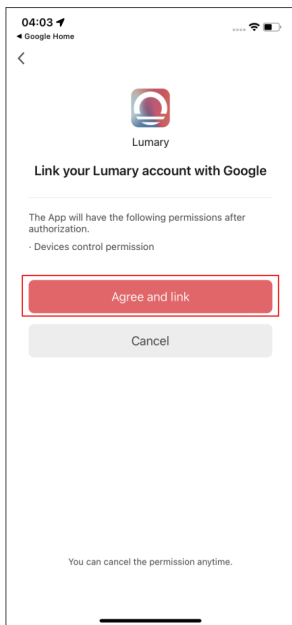 04:03
◀ Google Home
Lumary
Link your Lumary account with Google
The App will have the following permissions after
authorization.
· Devices control permission
Agree and link
Cancel
You can cancel the permission anytime.